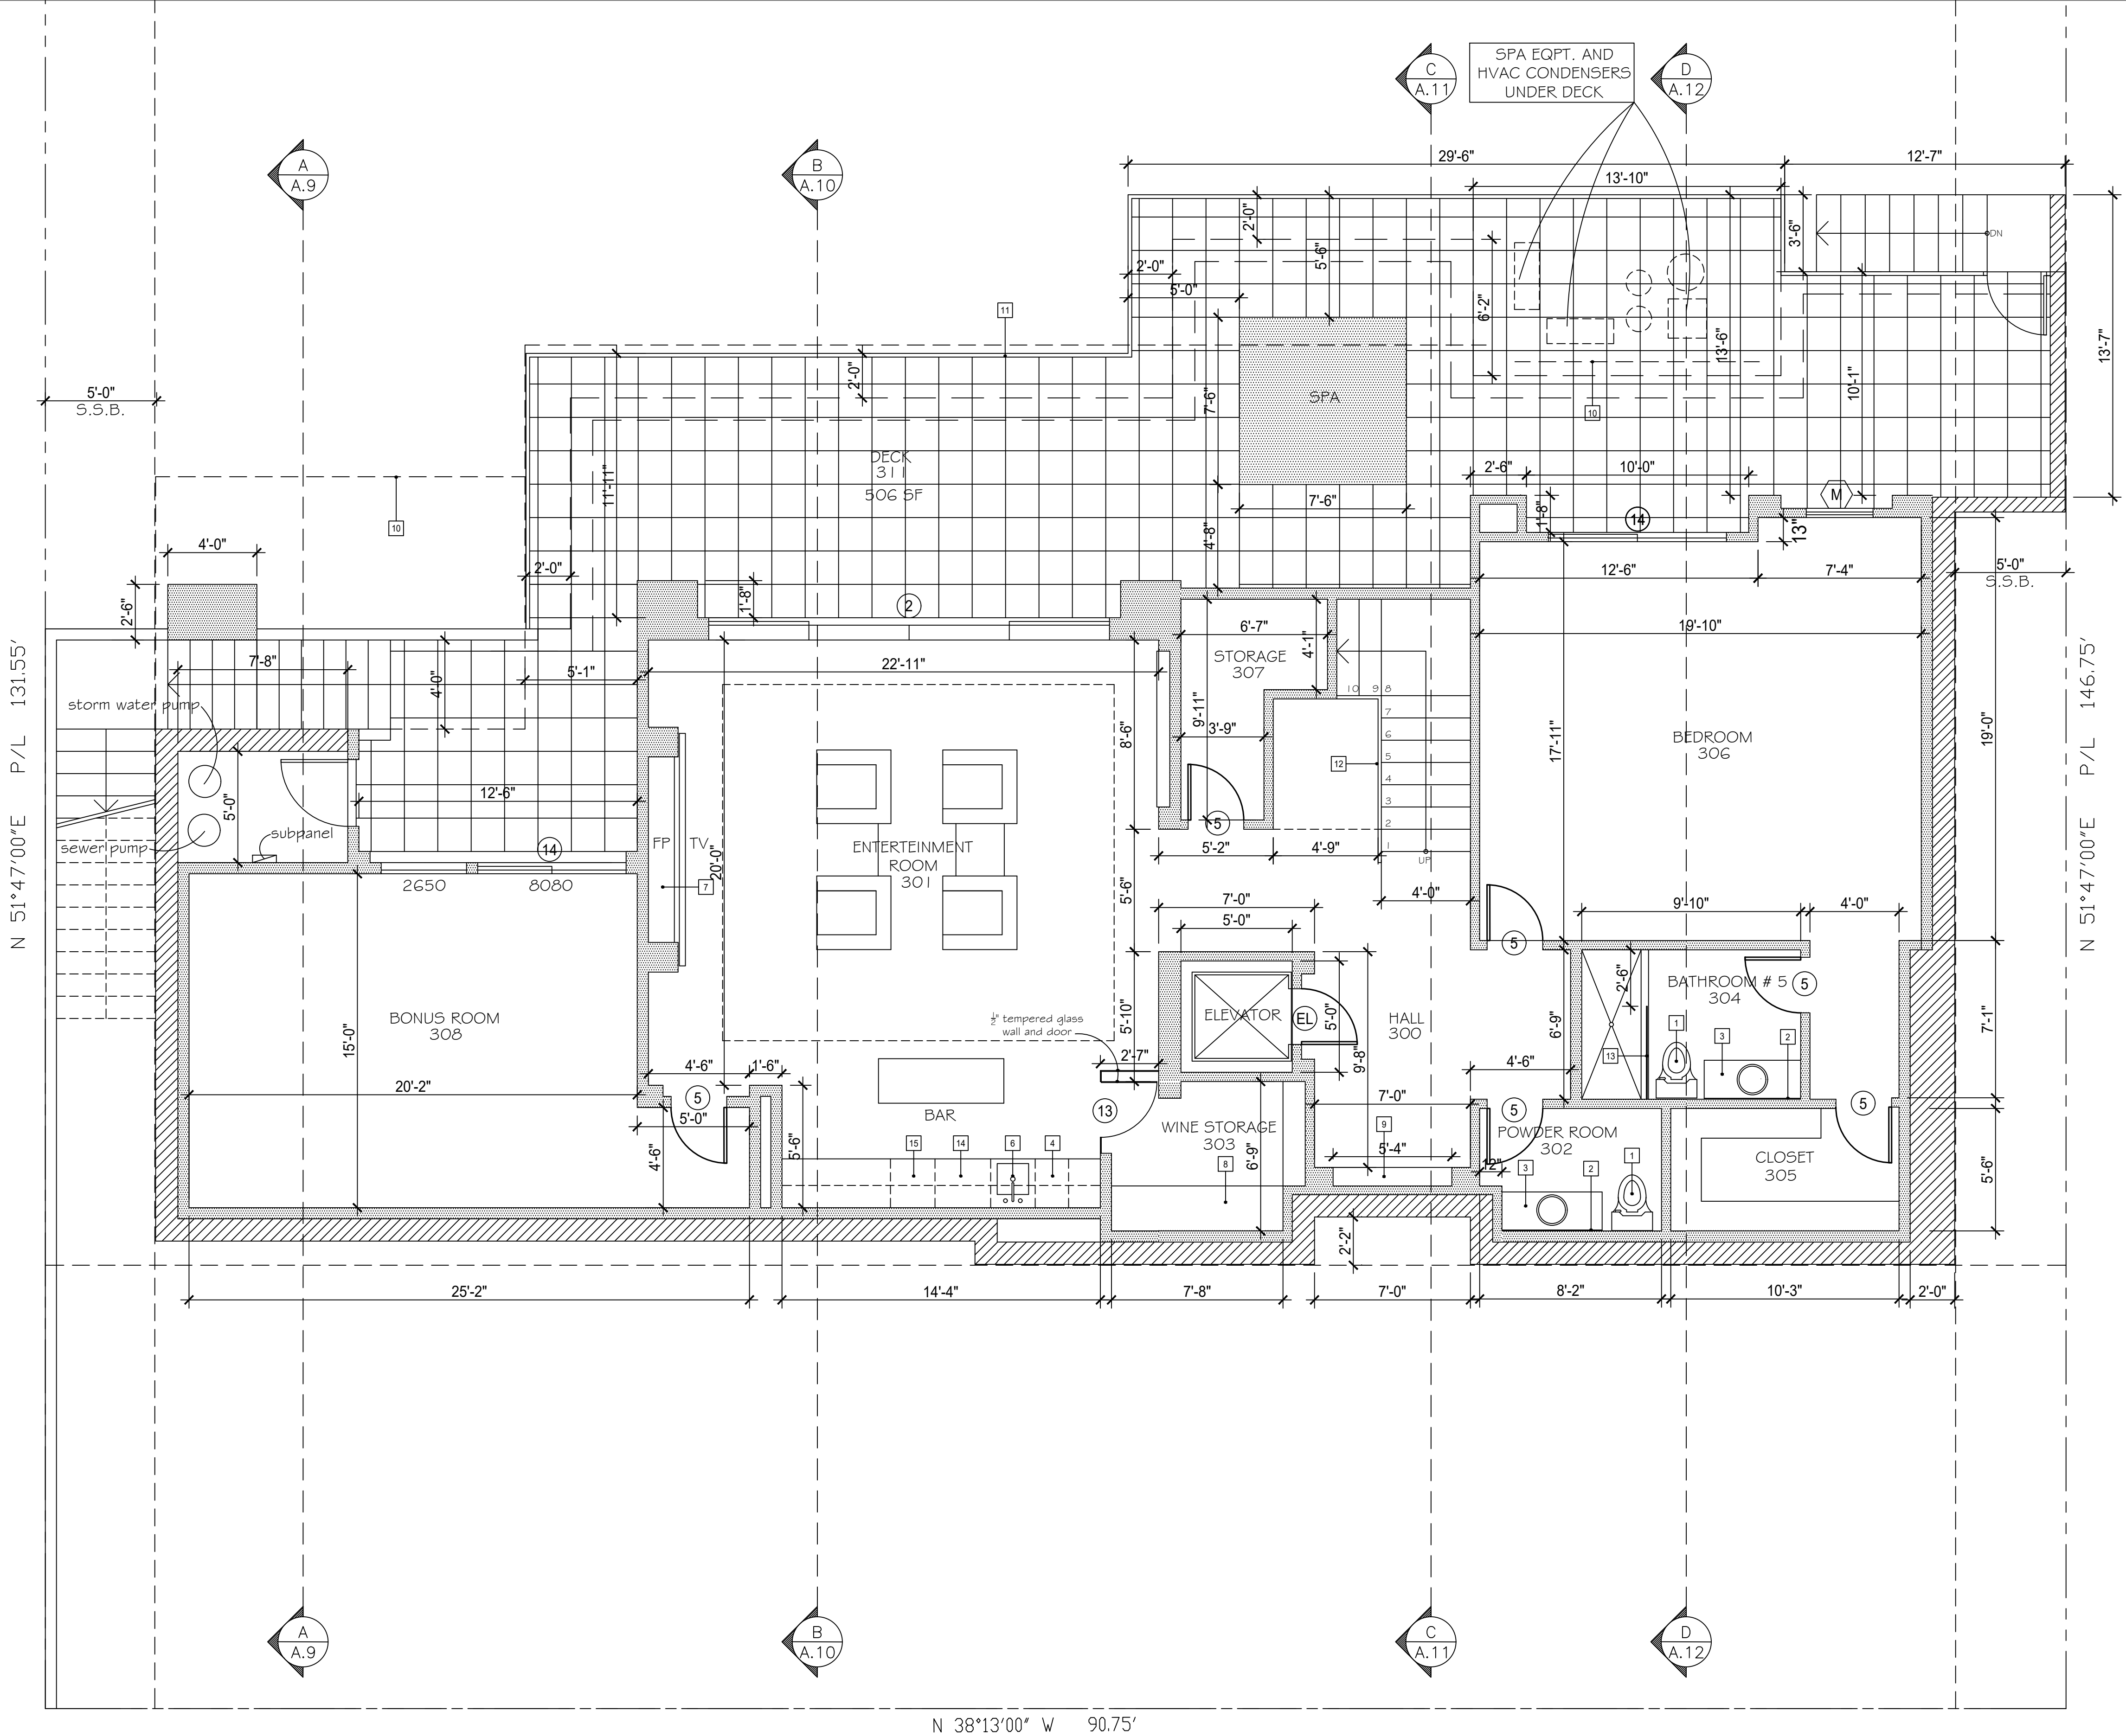 SPA EQPT. AND
HVAC CONDENSERS
UNDER DECK
C
A.11
D
A.12
A
A.9
B
A.10
29'-6"
12'-7"
13'-10"
2'-0"
5'-6"
3'-6"
DN
2'-0"
5'-0"
6'-2"
13'-6"
10'-1"
13'-7"
11
5'-0"
S.S.B.
2'-0"
7'-6"
SPA
10
DECK
311
506 SF
11'-11"
2'-6"
10'-0"
M
7'-6"
1'-8"
14
13"
10
4'-0"
4'-8"
2'-0"
12'-6"
7'-4"
5'-0"
S.S.B.
2'-6"
1'-8"
2
6'-7"
4'-1"
19'-10"
7'-8"
4'-0"
5'-1"
22'-11"
STORAGE
307
N 51°47'00"E P/L 131.55'
N 51°47'00"E P/L 146.75'
storm water pump
9'-11"
10 9 8
7
6
5
4
3
2
1
UP
3'-9"
8'-6"
17'-11"
BEDROOM
306
19'-0"
12
12'-6"
5'-0"
subpanel
sewer pump
14
FP
TV
20'-0"
ENTERTEINMENT
ROOM
301
5
5'-2"
4'-9"
2650
8080
7
5'-6"
4'-0"
7'-0"
5'-0"
9'-10"
4'-0"
5
2'-6"
BATHROOM # 5
304
5
BONUS ROOM
308
15'-0"
1/2" tempered glass
wall and door
5'-10"
ELEVATOR
EL
5'-0"
HALL
300
6'-9"
7'-1"
1
3
2
13
9'-8"
2'-7"
4'-6"
1'-6"
4'-6"
20'-2"
5
5'-0"
BAR
13
7'-0"
5
5
WINE STORAGE
303
POWDER ROOM
302
4'-6"
5'-6"
15
14
6
4
8
6'-9"
9
5'-4"
12"
3
2
1
CLOSET
305
5'-6"
2'-2"
25'-2"
14'-4"
7'-8"
7'-0"
8'-2"
10'-3"
2'-0"
A
A.9
B
A.10
C
A.11
D
A.12
N 38°13'00" W 90.75'